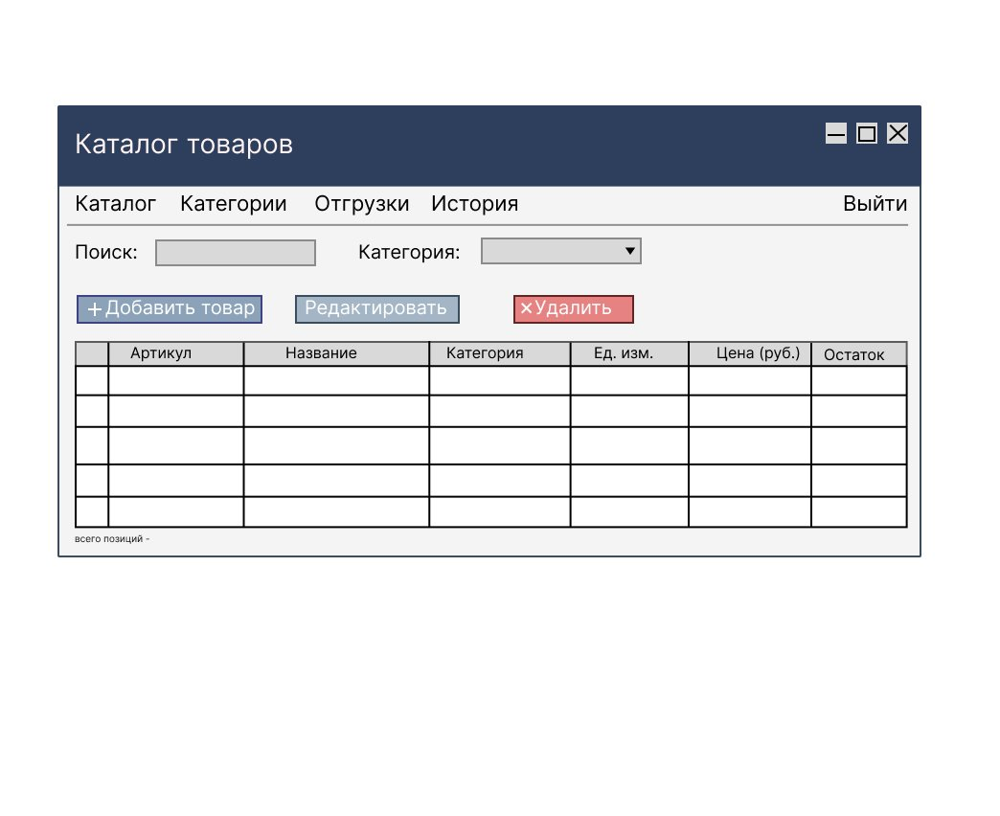 Каталог товаров
Каталог Категории Отгрузки История Выйти
Поиск: Категория:
+Добавить товар Редактировать ×Удалить
Артикул Название Категория Ед. изм. Цена (руб.) Остаток
всего позиций -